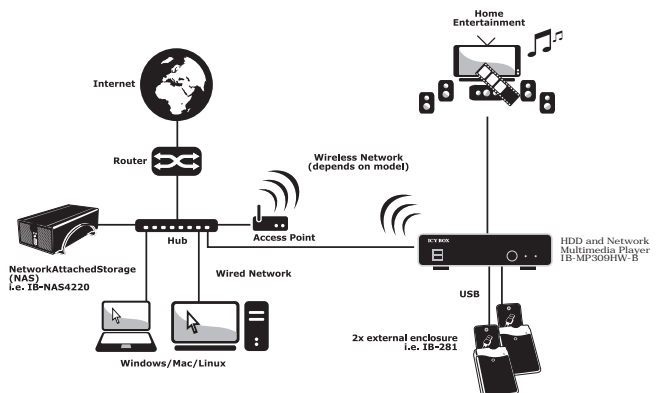 Home
Entertainment
Internet
Router
Wireless Network
(depends on model)
Hub
Access Point
ICY BOX
HDD and Network
Multimedia Player
IB-MP309HW-B
NetworkAttachedStorage
(NAS)
i.e. IB-NAS4220
Wired Network
USB
2x external enclosure
i.e. IB-281
Windows/Mac/Linux